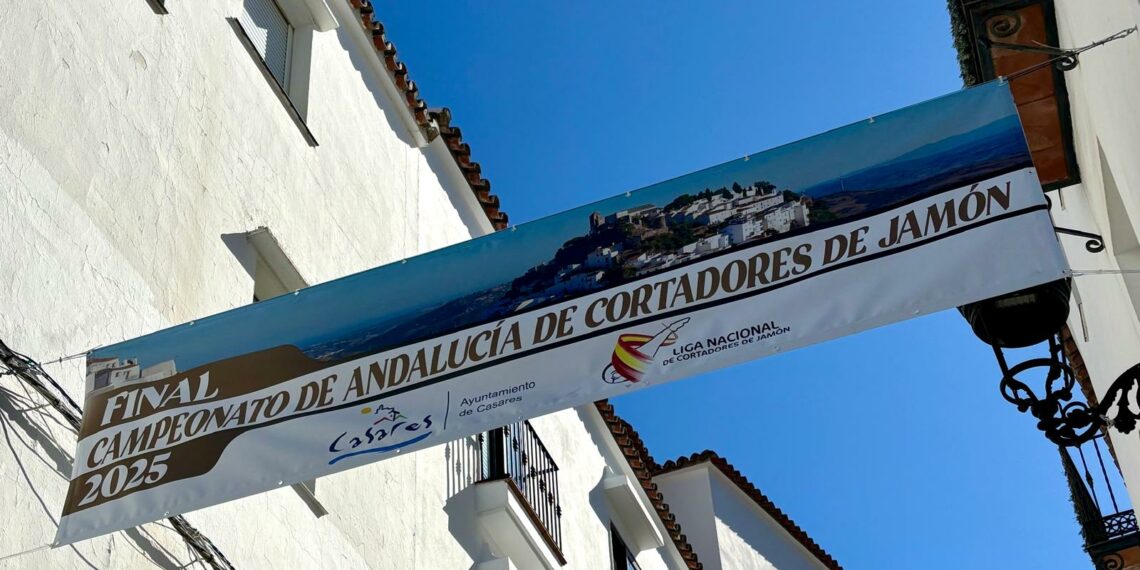 FINAL
CAMPEONATO DE ANDALUCÍA DE CORTADORES DE JAMÓN
2025
Casares
Ayuntamiento
de Casares
LIGA NACIONAL
DE CORTADORES DE JAMÓN